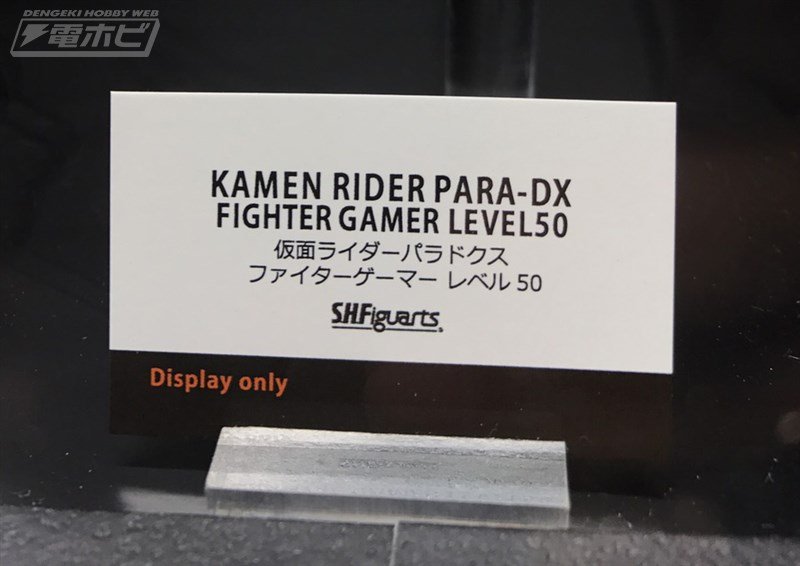 DENGEKI HOBBY WEB
電ホビ
KAMEN RIDER PARA-DX
FIGHTER GAMER LEVEL50
仮面ライダーパラドクス
ファイターゲーマー レベル 50
S.H.Figuarts
Display only